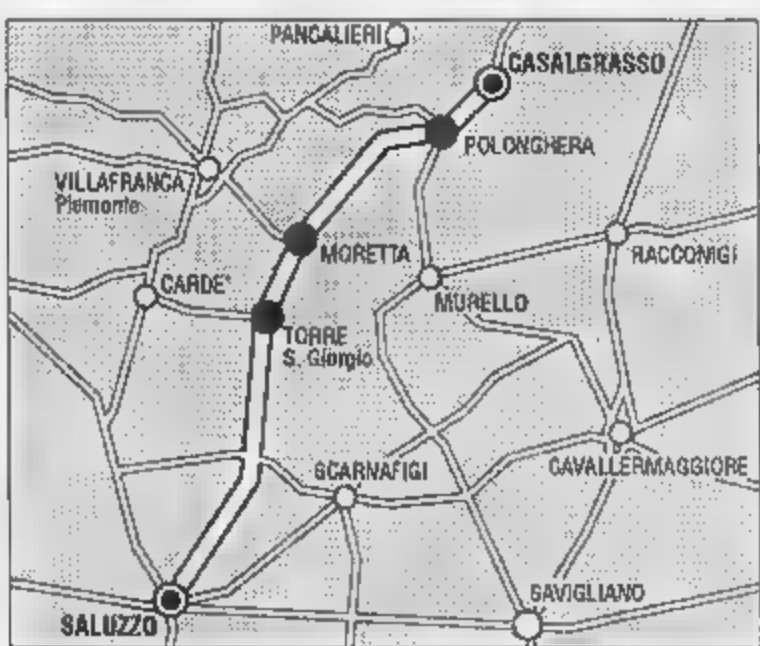 PANCALIERI
CASALGRASSO
POLONGHERA
VILLAFRANCA
Piemonte
MORETTA
RACCONIGI
CARDE'
MURELLO
TORRE
S. Giorgio
SCARNAFIGI
CAVALLERMAGGIORE
SAVIGLIANO
SALUZZO